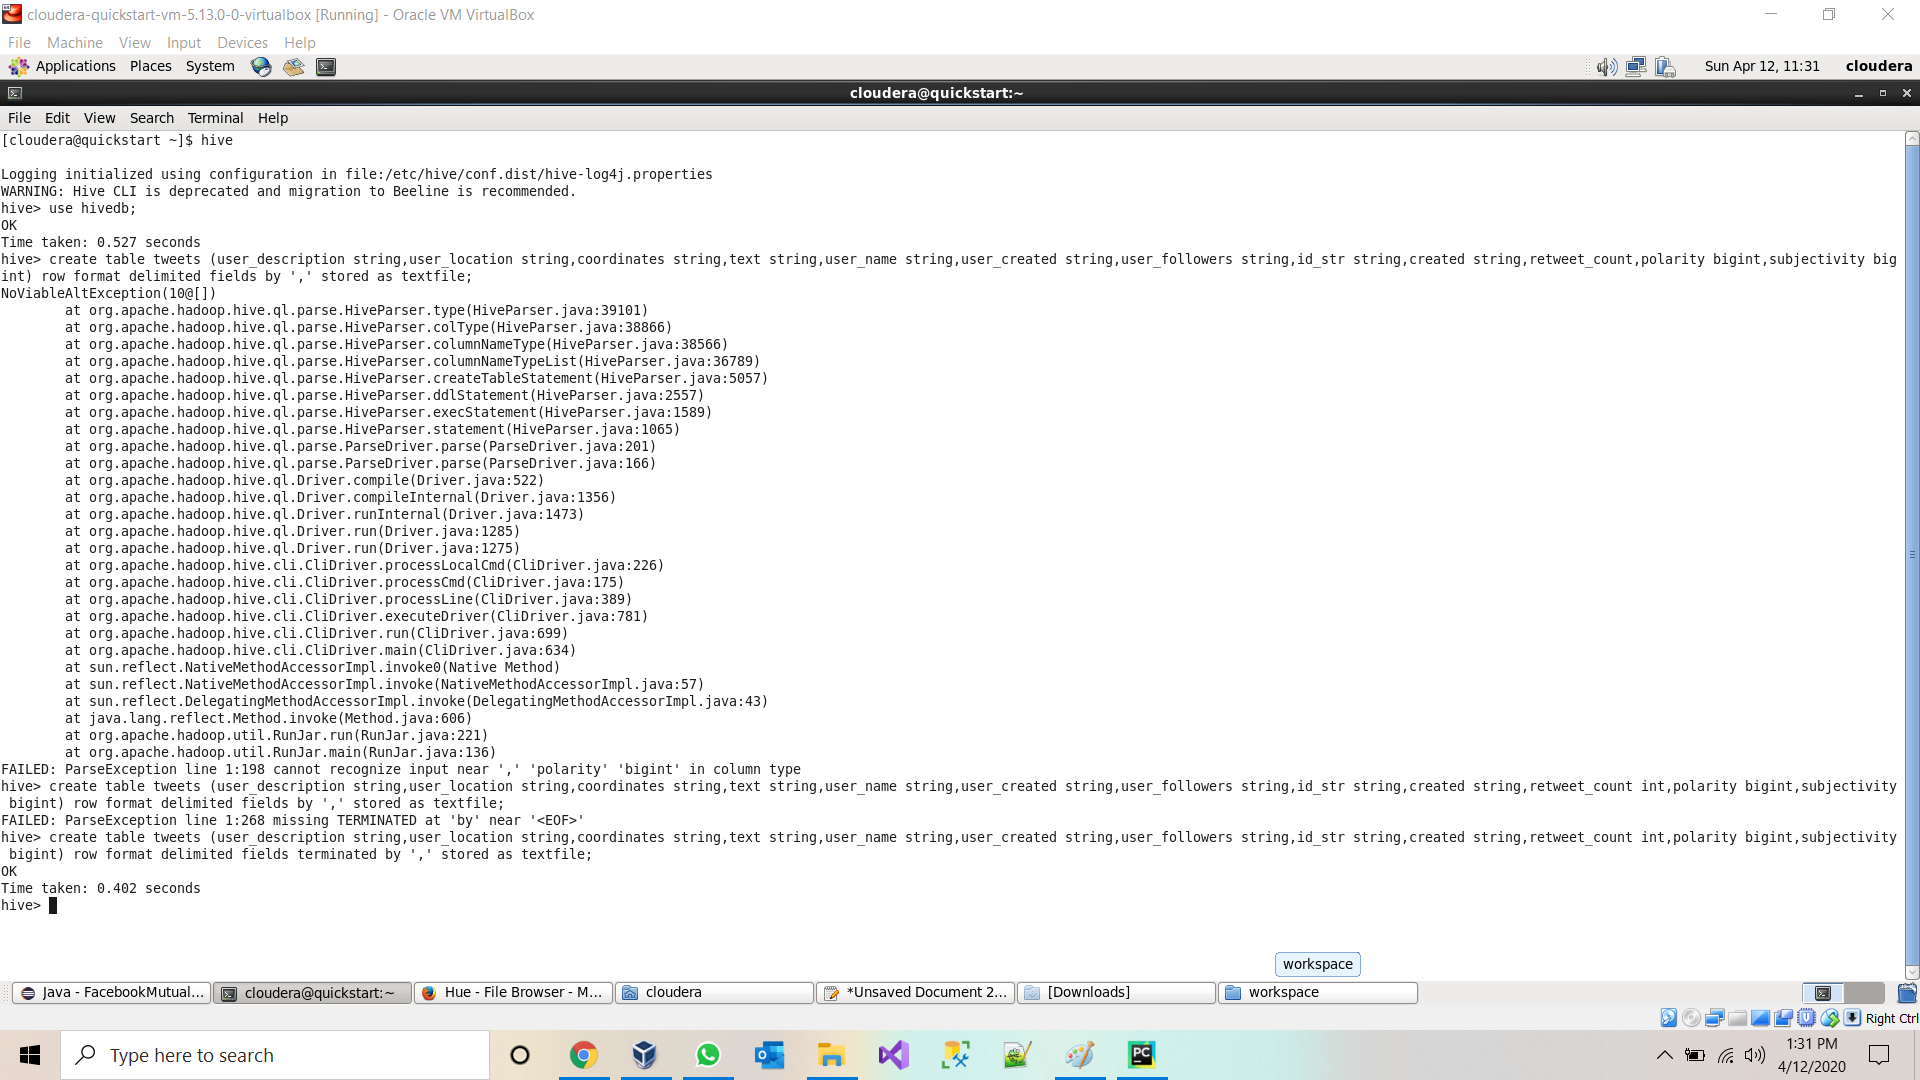 cloudera-quickstart-vm-5.13.0-0-virtualbox [Running] - Oracle VM VirtualBox
File Machine View Input Devices Help
Applications Places System Sun Apr 12, 11:31 cloudera
cloudera@quickstart:~
File Edit View Search Terminal Help
[cloudera@quickstart ~]$ hive
Logging initialized using configuration in file:/etc/hive/conf.dist/hive-log4j.properties
WARNING: Hive CLI is deprecated and migration to Beeline is recommended.
hive> use hivedb;
OK
Time taken: 0.527 seconds
hive> create table tweets (user_description string,user_location string,coordinates string,text string,user_name string,user_created string,user_followers string,id_str string,created string,retweet_count,polarity bigint,subjectivity big
int) row format delimited fields by ',' stored as textfile;
NoViableAltException(10@[])
at org.apache.hadoop.hive.ql.parse.HiveParser.type(HiveParser.java:39101)
at org.apache.hadoop.hive.ql.parse.HiveParser.colType(HiveParser.java:38866)
at org.apache.hadoop.hive.ql.parse.HiveParser.columnNameType(HiveParser.java:38566)
at org.apache.hadoop.hive.ql.parse.HiveParser.columnNameTypeList(HiveParser.java:36789)
at org.apache.hadoop.hive.ql.parse.HiveParser.createTableStatement(HiveParser.java:5057)
at org.apache.hadoop.hive.ql.parse.HiveParser.ddlStatement(HiveParser.java:2557)
at org.apache.hadoop.hive.ql.parse.HiveParser.execStatement(HiveParser.java:1589)
at org.apache.hadoop.hive.ql.parse.HiveParser.statement(HiveParser.java:1065)
at org.apache.hadoop.hive.ql.parse.ParseDriver.parse(ParseDriver.java:201)
at org.apache.hadoop.hive.ql.parse.ParseDriver.parse(ParseDriver.java:166)
at org.apache.hadoop.hive.ql.Driver.compile(Driver.java:522)
at org.apache.hadoop.hive.ql.Driver.compileInternal(Driver.java:1356)
at org.apache.hadoop.hive.ql.Driver.runInternal(Driver.java:1473)
at org.apache.hadoop.hive.ql.Driver.run(Driver.java:1285)
at org.apache.hadoop.hive.ql.Driver.run(Driver.java:1275)
at org.apache.hadoop.hive.cli.CliDriver.processLocalCmd(CliDriver.java:226)
at org.apache.hadoop.hive.cli.CliDriver.processCmd(CliDriver.java:175)
at org.apache.hadoop.hive.cli.CliDriver.processLine(CliDriver.java:389)
at org.apache.hadoop.hive.cli.CliDriver.executeDriver(CliDriver.java:781)
at org.apache.hadoop.hive.cli.CliDriver.run(CliDriver.java:699)
at org.apache.hadoop.hive.cli.CliDriver.main(CliDriver.java:634)
at sun.reflect.NativeMethodAccessorImpl.invoke0(Native Method)
at sun.reflect.NativeMethodAccessorImpl.invoke(NativeMethodAccessorImpl.java:57)
at sun.reflect.DelegatingMethodAccessorImpl.invoke(DelegatingMethodAccessorImpl.java:43)
at java.lang.reflect.Method.invoke(Method.java:606)
at org.apache.hadoop.util.RunJar.run(RunJar.java:221)
at org.apache.hadoop.util.RunJar.main(RunJar.java:136)
FAILED: ParseException line 1:198 cannot recognize input near ',' 'polarity' 'bigint' in column type
hive> create table tweets (user_description string,user_location string,coordinates string,text string,user_name string,user_created string,user_followers string,id_str string,created string,retweet_count int,polarity bigint,subjectivity
bigint) row format delimited fields by ',' stored as textfile;
FAILED: ParseException line 1:268 missing TERMINATED at 'by' near '<EOF>'
hive> create table tweets (user_description string,user_location string,coordinates string,text string,user_name string,user_created string,user_followers string,id_str string,created string,retweet_count int,polarity bigint,subjectivity
bigint) row format delimited fields terminated by ',' stored as textfile;
OK
Time taken: 0.402 seconds
hive>
workspace
Java - FacebookMutual... cloudera@quickstart:~ Hue - File Browser - M... cloudera *Unsaved Document 2... [Downloads] workspace
Right Ctrl
Type here to search
1:31 PM
4/12/2020